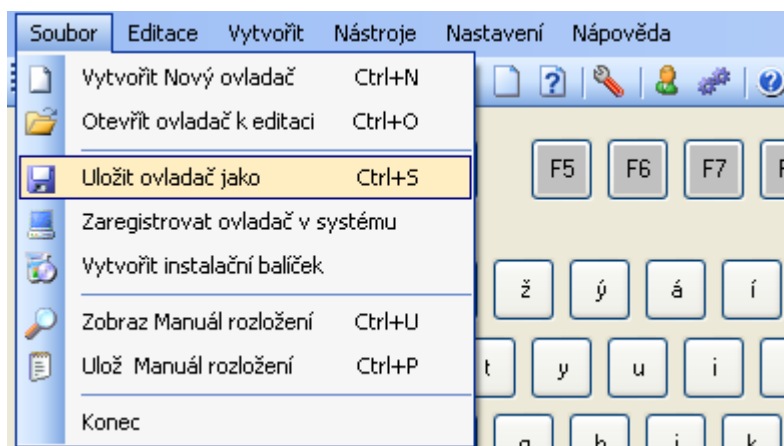 Soubor Editace Vytvořit Nástroje Nastavení Nápověda
Vytvořit Nový ovladač Ctrl+N
Otevřít ovladač k editaci Ctrl+O
Uložit ovladač jako Ctrl+S
Zaregistrovat ovladač v systému
Vytvořit instalační balíček
Zobraz Manuál rozložení Ctrl+U
Ulož Manuál rozložení Ctrl+P
Konec
F5 F6 F7
ž ý á í
t y u i
g h j k